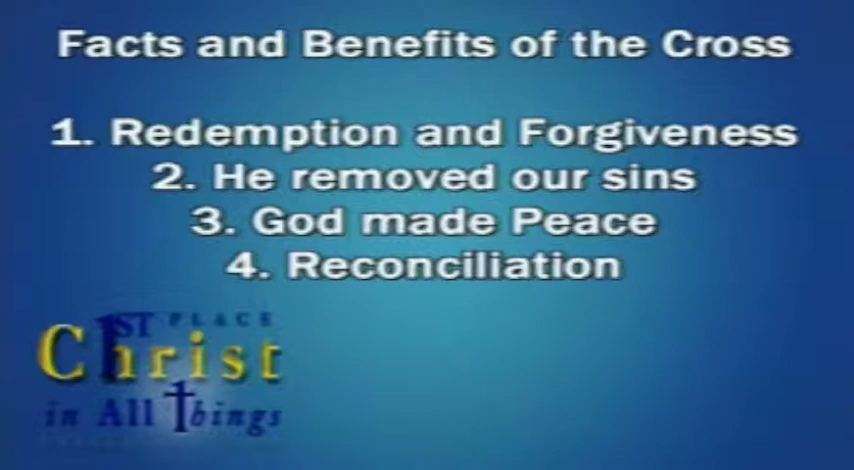 Facts and Benefits of the Cross
1. Redemption and Forgiveness
2. He removed our sins
3. God made Peace
4. Reconciliation
1ST PLACE
Christ
in All Things